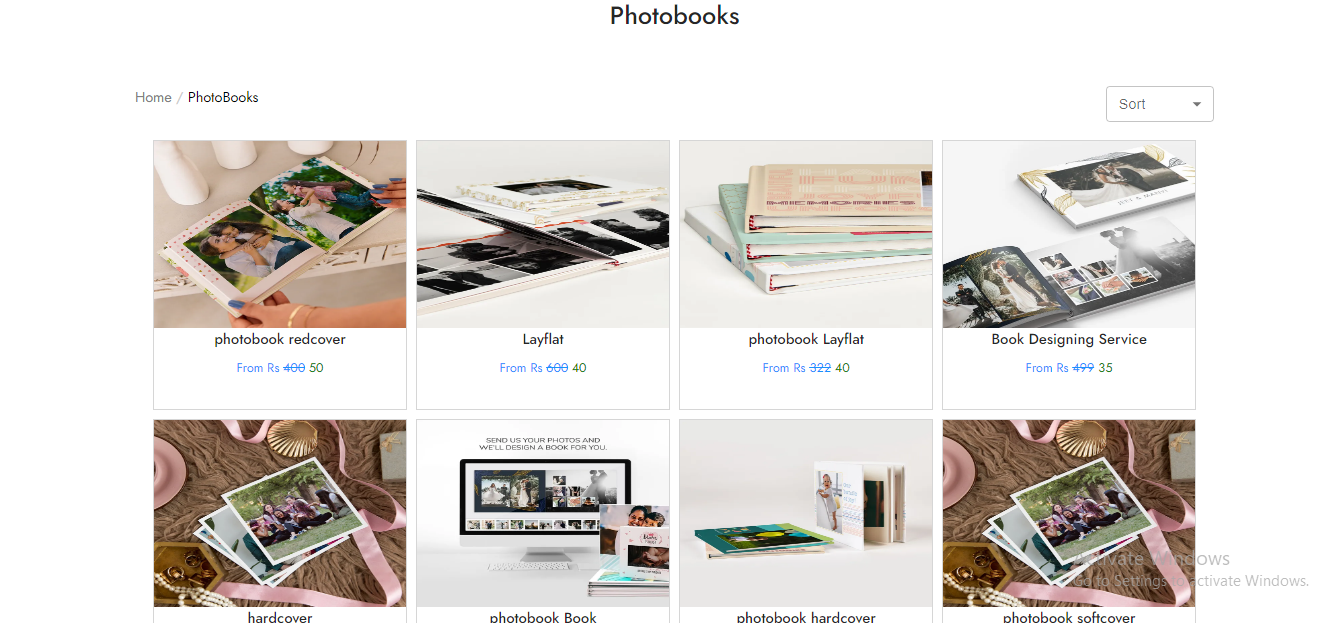 Photobooks
Home / PhotoBooks
Sort
MEMORIES
photobook redcover
Layflat
photobook Layflat
Book Designing Service
From Rs 400 50
From Rs 600 40
From Rs 322 40
From Rs 499 35
SEND US YOUR PHOTOS AND
WE'LL DESIGN A BOOK FOR YOU.
Activate Windows
Go to Settings to activate Windows.
hardcover
photobook Book
photobook hardcover
photobook softcover